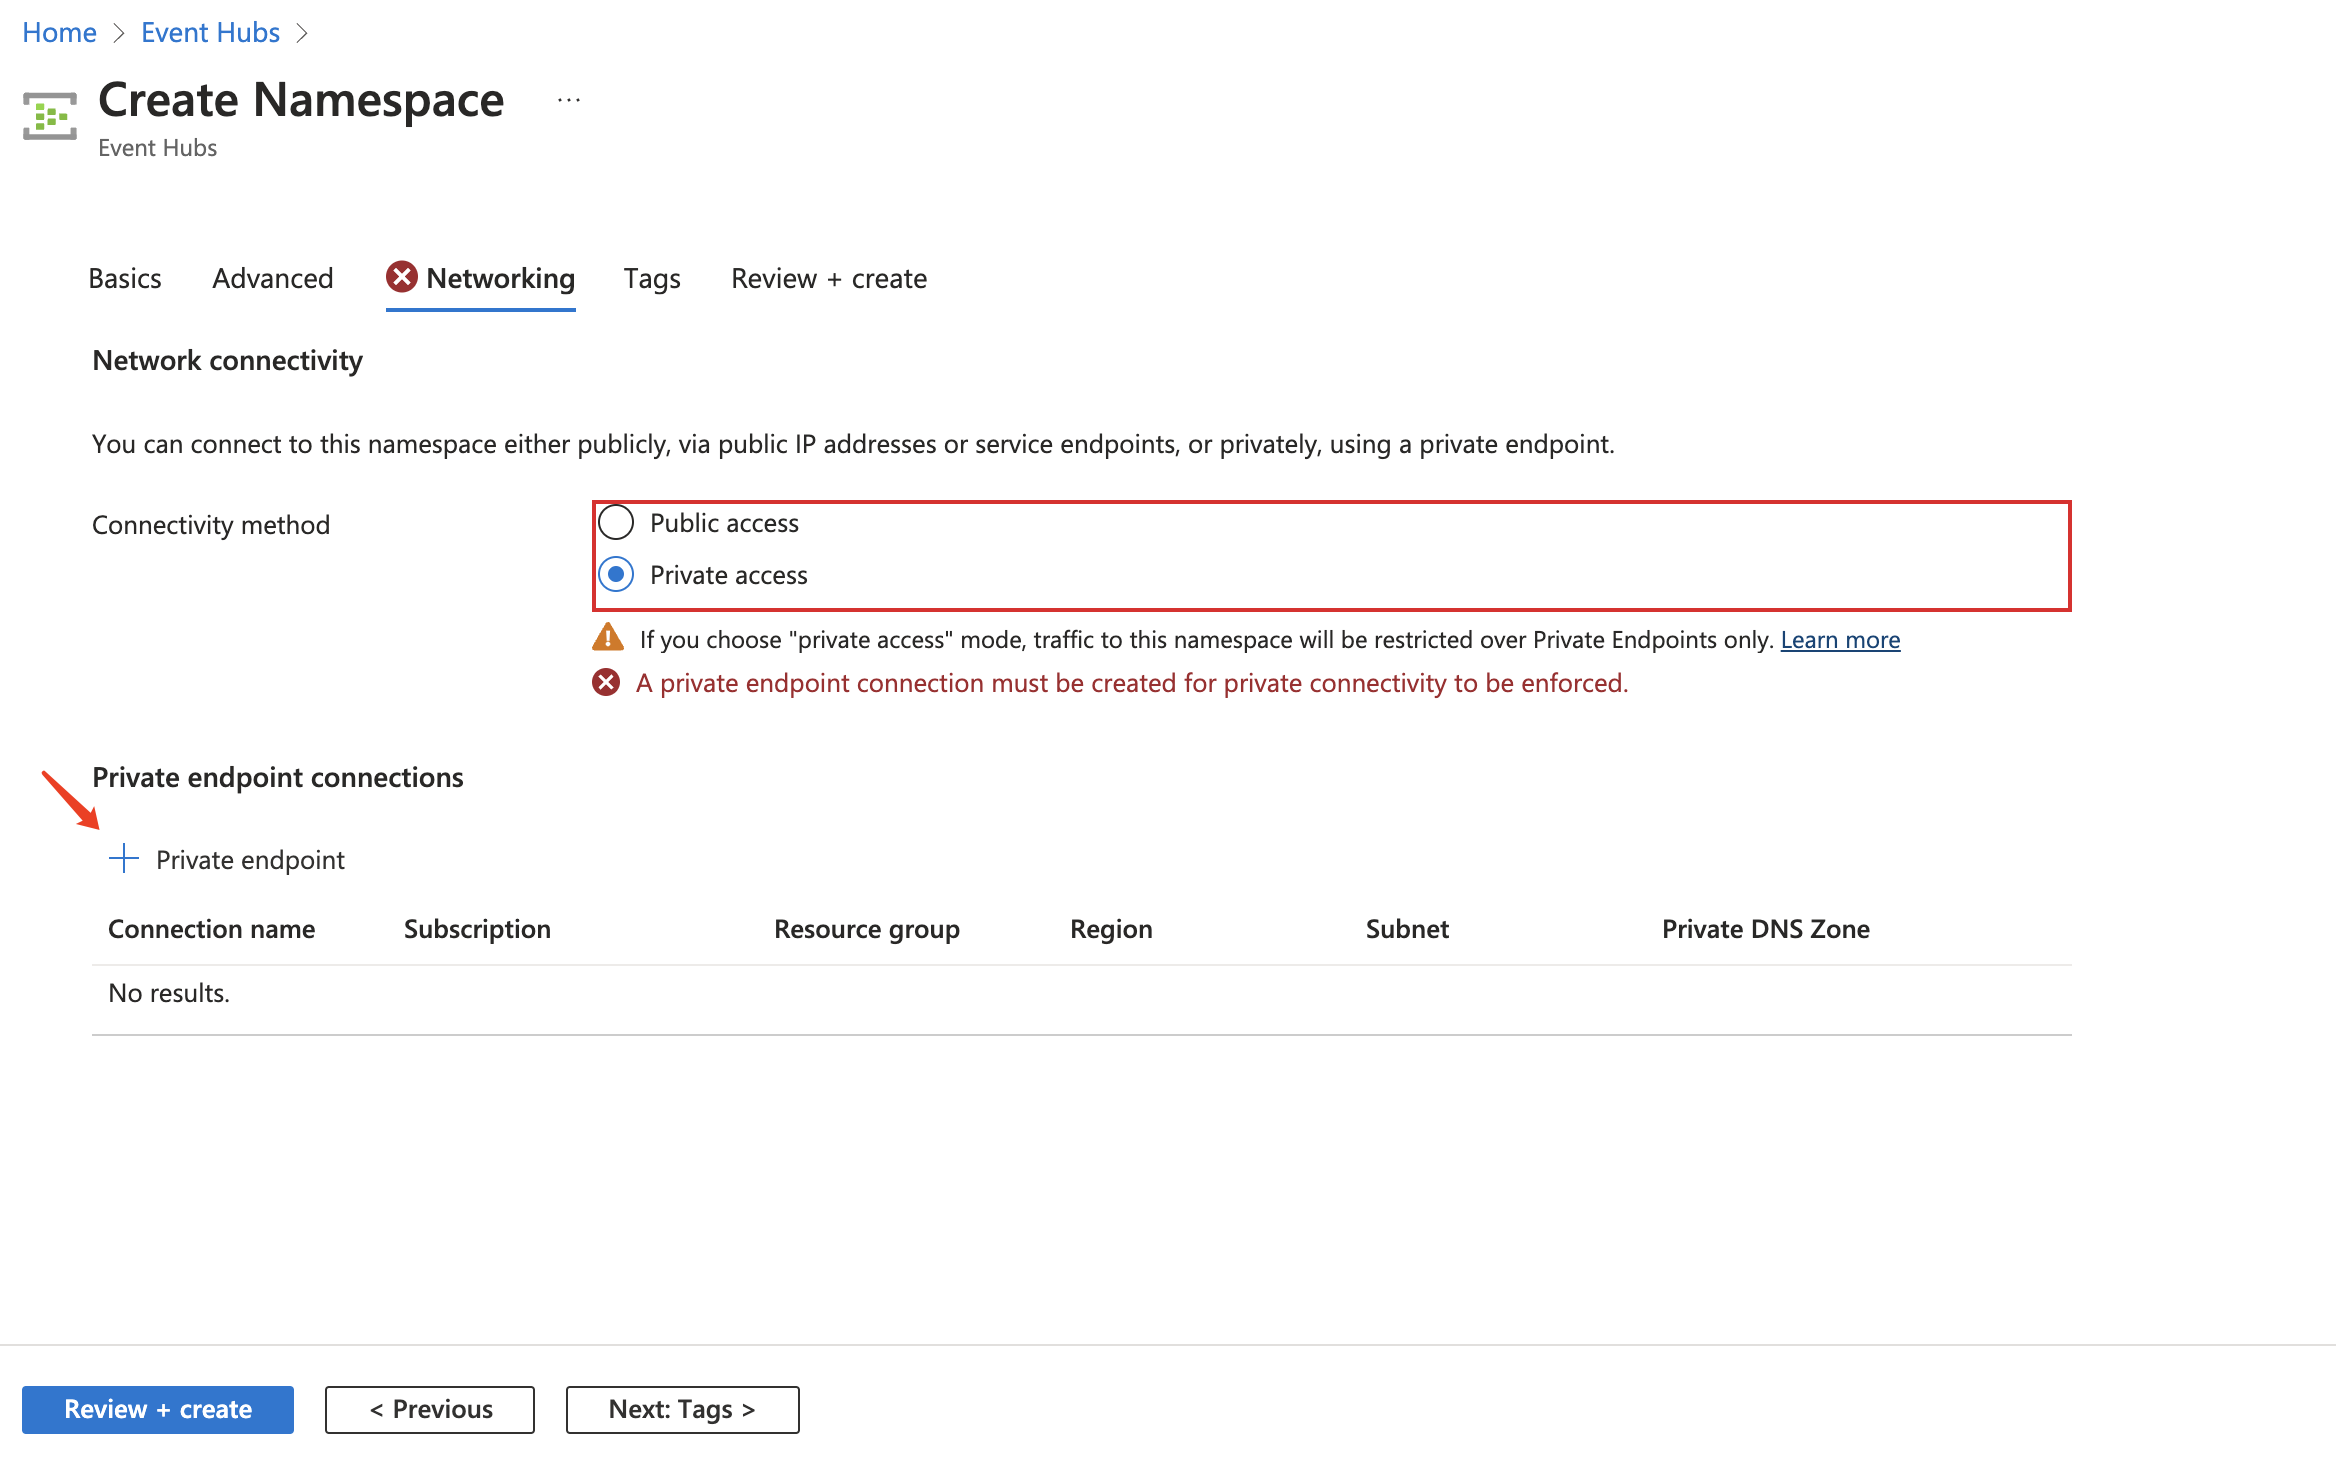 Home > Event Hubs >
Create Namespace ...
Event Hubs
Basics Advanced Networking Tags Review + create
Network connectivity
You can connect to this namespace either publicly, via public IP addresses or service endpoints, or privately, using a private endpoint.
Connectivity method
Public access
Private access
If you choose "private access" mode, traffic to this namespace will be restricted over Private Endpoints only. Learn more
A private endpoint connection must be created for private connectivity to be enforced.
Private endpoint connections
+ Private endpoint
Connection name Subscription Resource group Region Subnet Private DNS Zone
No results.
Review + create < Previous Next: Tags >